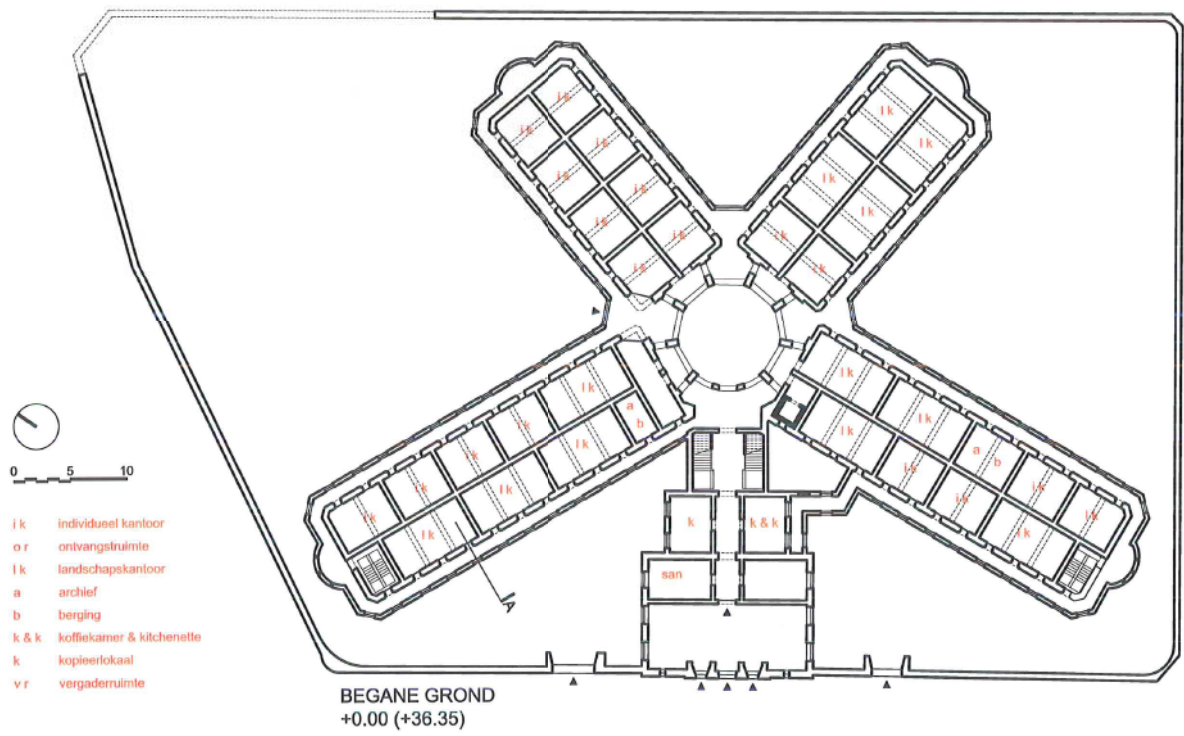 i k
i k
i k
i k
i k
i k
i k
i k
l k
l k
l k
l k
i k
i k
l k
l k
i k
i k
i k
i k
a
b
l k
l k
l k
l k
l k
l k
i k
i k
a
b
i k
i k
l k
k
k & k
san
A
0 5 10
i k individueel kantoor
o r ontvangstruimte
l k landschapskantoor
a archief
b berging
k & k koffiekamer & kitchenette
k kopieerlokaal
v r vergaderruimte
BEGANE GROND
+0.00 (+36.35)